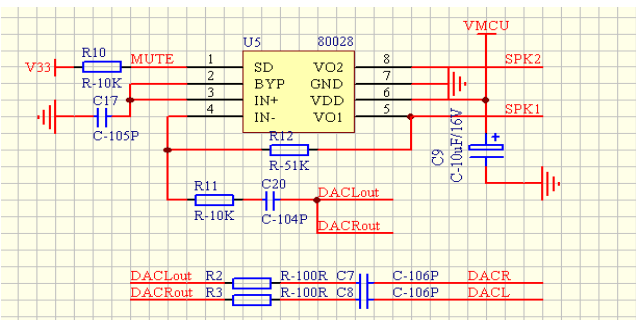 VMCU
U5 80028
R10 MUTE 1 SD VO2 8 SPK2
V33 R-10K 2 BYP GND 7
C17 3 IN+ VDD 6 SPK1
C-105P 4 IN- VO1 5
R12
R-51K
C9 C-10uF/16V +
R11 C20 DACLout
R-10K C-104P
DACRout
DACLout R2 R-100R C7 C-106P DACR
DACRout R3 R-100R C8 C-106P DACL